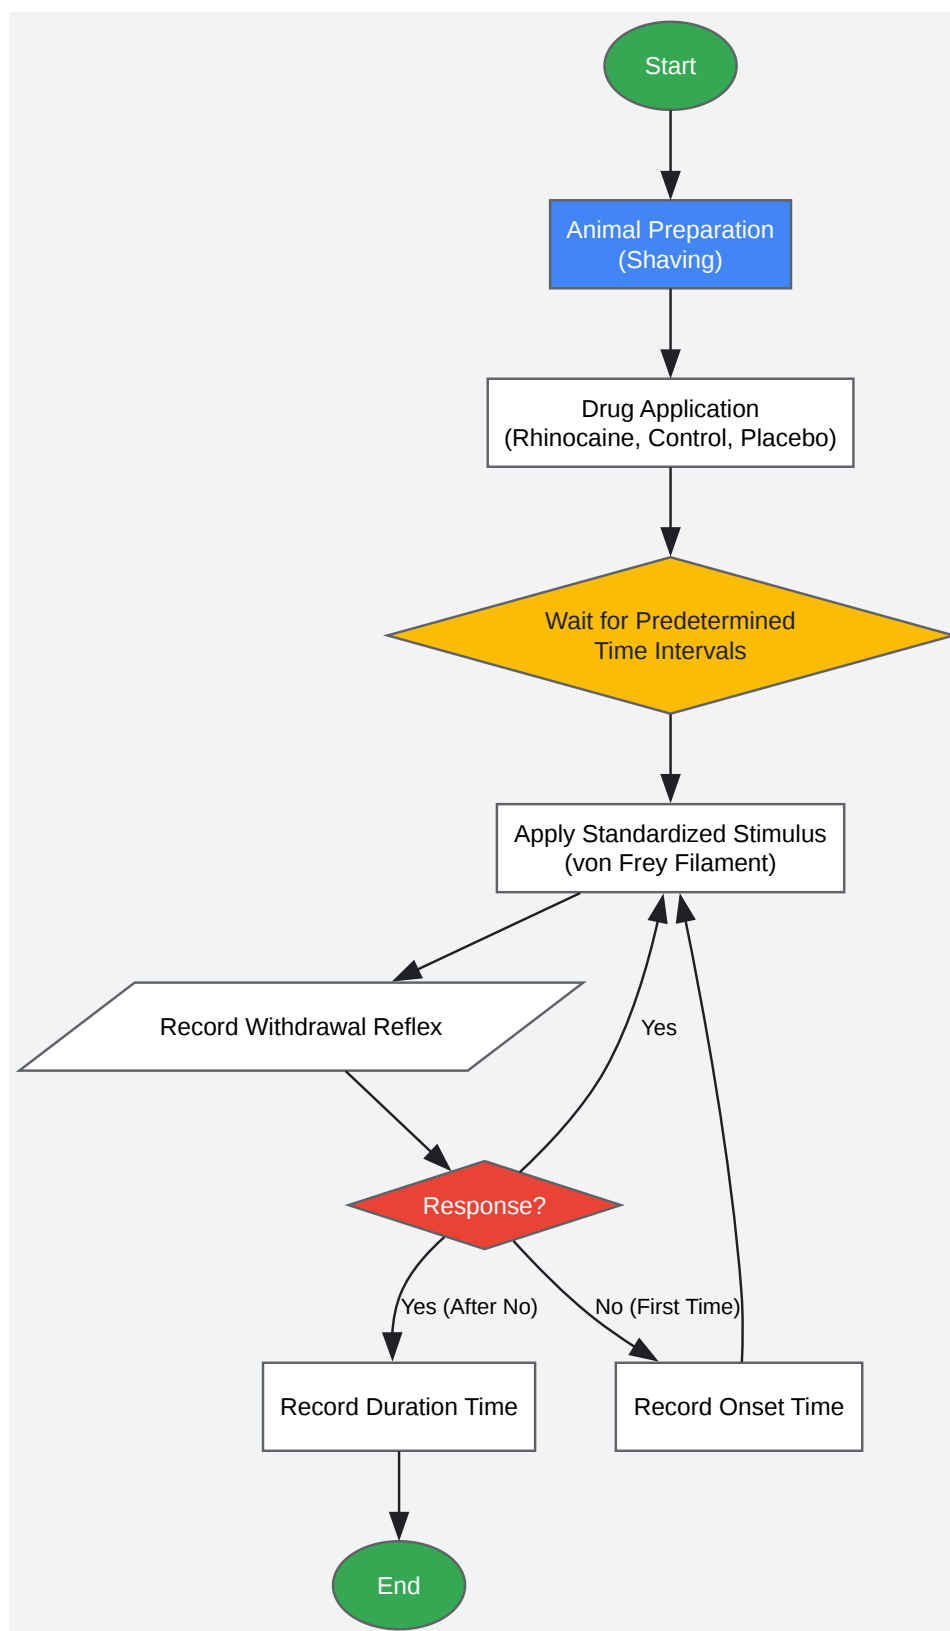 Start
Animal Preparation
(Shaving)
Drug Application
(Rhinocaine, Control, Placebo)
Wait for Predetermined
Time Intervals
Apply Standardized Stimulus
(von Frey Filament)
Record Withdrawal Reflex
Yes
Response?
Yes (After No)
No (First Time)
Record Duration Time
Record Onset Time
End